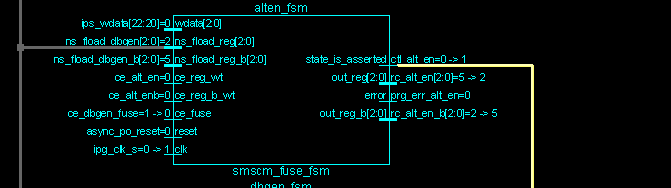 alten_fsm
ips_wdata[22:20]=0 wdata[2:0]
ns_fload_dbgen[2:0]=2 ns_fload_reg[2:0]
ns_fload_dbgen_b[2:0]=5 ns_fload_reg_b[2:0] state_is_asserted ctl_alt_en=0 -> 1
ce_alt_en=0 ce_reg_wt out_reg[2:0] rc_alt_en[2:0]=5 -> 2
ce_alt_enb=0 ce_reg_b_wt error prg_err_alt_en=0
ce_dbgen_fuse=1 -> 0 ce_fuse out_reg_b[2:0] rc_alt_en_b[2:0]=2 -> 5
async_po_reset=0 reset
ipg_clk_s=0 -> 1 clk
smscm_fuse_fsm
dbgen_fsm